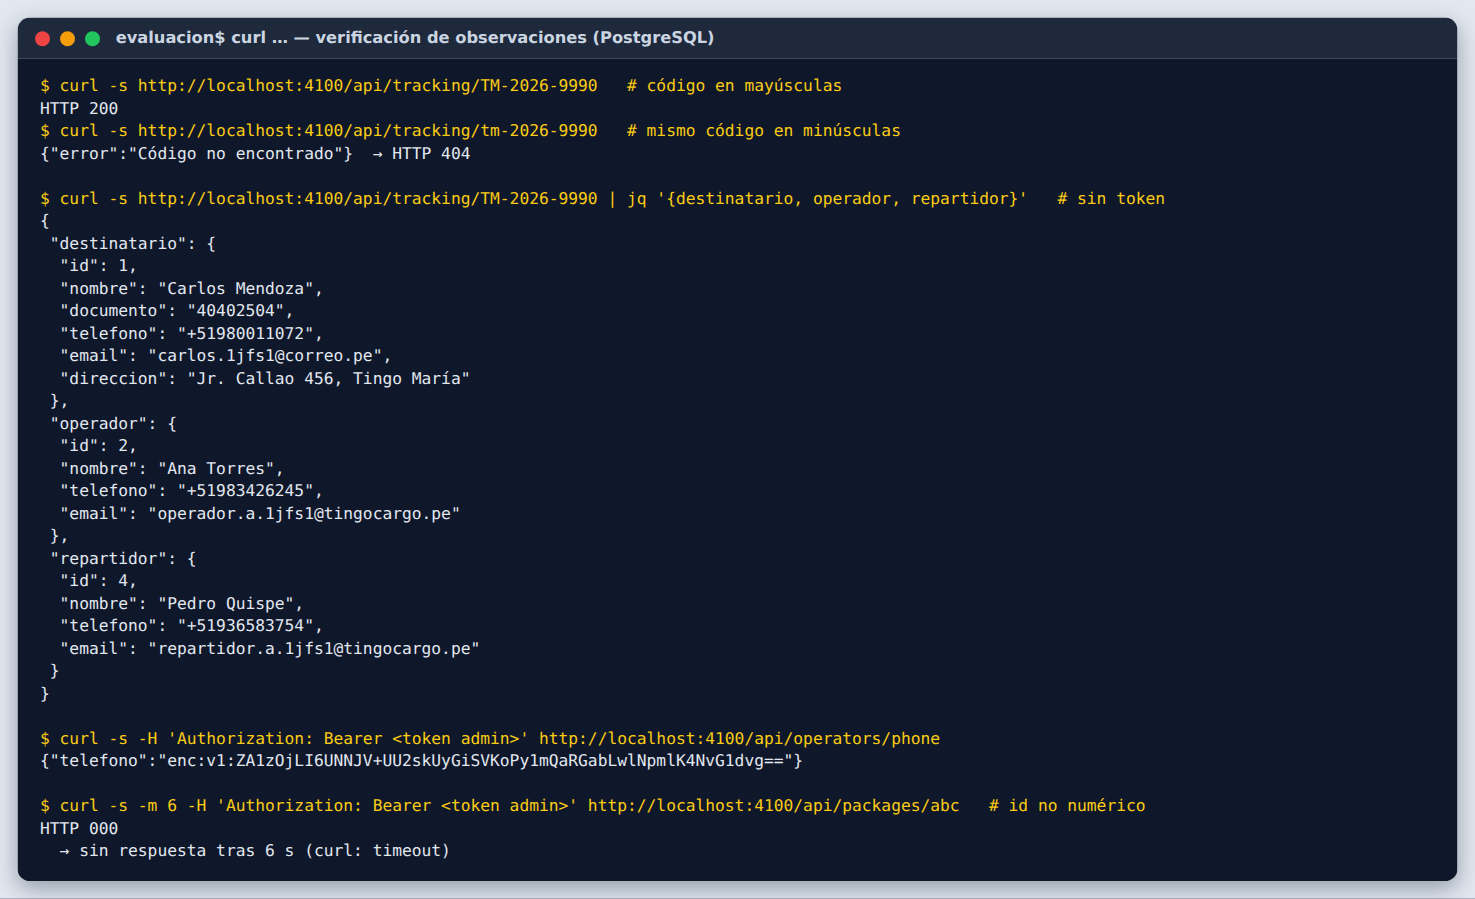 evaluacion$ curl … — verificación de observaciones (PostgreSQL)
$ curl -s http://localhost:4100/api/tracking/TM-2026-9990   # código en mayúsculas
HTTP 200
$ curl -s http://localhost:4100/api/tracking/tm-2026-9990   # mismo código en minúsculas
{"error":"Código no encontrado"}  → HTTP 404
$ curl -s http://localhost:4100/api/tracking/TM-2026-9990 | jq '{destinatario, operador, repartidor}'   # sin token
{
 "destinatario": {
  "id": 1,
  "nombre": "Carlos Mendoza",
  "documento": "40402504",
  "telefono": "+51980011072",
  "email": "carlos.1jfs1@correo.pe",
  "direccion": "Jr. Callao 456, Tingo María"
 },
 "operador": {
  "id": 2,
  "nombre": "Ana Torres",
  "telefono": "+51983426245",
  "email": "operador.a.1jfs1@tingocargo.pe"
 },
 "repartidor": {
  "id": 4,
  "nombre": "Pedro Quispe",
  "telefono": "+51936583754",
  "email": "repartidor.a.1jfs1@tingocargo.pe"
 }
}
$ curl -s -H 'Authorization: Bearer <token admin>' http://localhost:4100/api/operators/phone
{"telefono":"enc:v1:ZA1zOjLI6UNNJV+UU2skUyGiSVKoPy1mQaRGabLwlNpmlK4NvG1dvg=="}
$ curl -s -m 6 -H 'Authorization: Bearer <token admin>' http://localhost:4100/api/packages/abc   # id no numérico
HTTP 000
  → sin respuesta tras 6 s (curl: timeout)